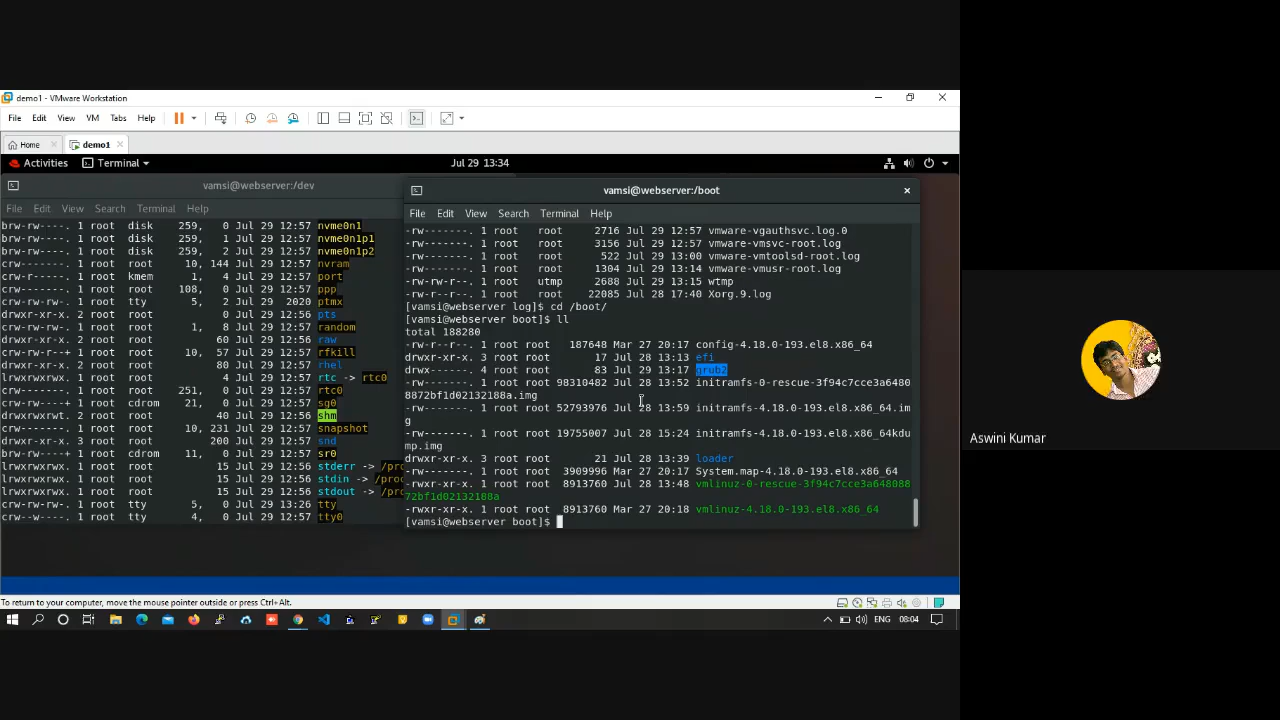 demo1 - VMware Workstation
File Edit View VM Tabs Help
Home demo1
Activities Terminal Jul 29 13:34
vamsi@webserver:/dev
File Edit View Search Terminal Help
brw-rw----. 1 root disk 259, 0 Jul 29 12:57 nvme0n1
brw-rw----. 1 root disk 259, 1 Jul 29 12:57 nvme0n1p1
brw-rw----. 1 root disk 259, 2 Jul 29 12:57 nvme0n1p2
crw-------. 1 root root 10, 144 Jul 29 12:57 nvram
crw-r-----. 1 root kmem 1, 4 Jul 29 12:57 port
crw-------. 1 root root 108, 0 Jul 29 12:57 ppp
crw-rw-rw-. 1 root tty 5, 2 Jul 29 2020 ptmx
drwxr-xr-x. 2 root root 0 Jul 29 12:56 pts
crw-rw-rw-. 1 root root 1, 8 Jul 29 12:57 random
drwxr-xr-x. 2 root root 60 Jul 29 12:56 raw
crw-rw-r--+ 1 root root 10, 57 Jul 29 12:57 rfkill
drwxr-xr-x. 2 root root 80 Jul 29 12:57 rhel
lrwxrwxrwx. 1 root root 4 Jul 29 12:57 rtc -> rtc0
crw-------. 1 root root 251, 0 Jul 29 12:57 rtc0
crw-rw----+ 1 root cdrom 21, 0 Jul 29 12:56 sg0
drwxrwxrwt. 2 root root 40 Jul 29 12:56 shm
crw-------. 1 root root 10, 231 Jul 29 12:57 snapshot
drwxr-xr-x. 3 root root 200 Jul 29 12:57 snd
brw-rw----+ 1 root cdrom 11, 0 Jul 29 12:57 sr0
lrwxrwxrwx. 1 root root 15 Jul 29 12:56 stderr -> /pro
lrwxrwxrwx. 1 root root 15 Jul 29 12:56 stdin -> /proc
lrwxrwxrwx. 1 root root 15 Jul 29 12:56 stdout -> /pro
crw-rw-rw-. 1 root tty 5, 0 Jul 29 13:26 tty
crw--w----. 1 root tty 4, 0 Jul 29 12:57 tty0
vamsi@webserver:/boot
File Edit View Search Terminal Help
-rw-------. 1 root root 2716 Jul 29 12:57 vmware-vgauthsvc.log.0
-rw-------. 1 root root 3156 Jul 29 12:57 vmware-vmsvc-root.log
-rw-------. 1 root root 522 Jul 29 13:00 vmware-vmtoolsd-root.log
-rw-------. 1 root root 1304 Jul 29 13:14 vmware-vmusr-root.log
-rw-rw-r--. 1 root utmp 2688 Jul 29 13:15 wtmp
-rw-r--r--. 1 root root 22085 Jul 28 17:40 Xorg.9.log
[vamsi@webserver log]$ cd /boot/
[vamsi@webserver boot]$ ll
total 188280
-rw-r--r--. 1 root root 187648 Mar 27 20:17 config-4.18.0-193.el8.x86_64
drwxr-xr-x. 3 root root 17 Jul 28 13:13 efi
drwx------. 4 root root 83 Jul 29 13:17 grub2
-rw-------. 1 root root 98310482 Jul 28 13:52 initramfs-0-rescue-3f94c7cce3a6480
8872bf1d02132188a.img
-rw-------. 1 root root 52793976 Jul 28 13:59 initramfs-4.18.0-193.el8.x86_64.im
g
-rw-------. 1 root root 19755007 Jul 28 15:24 initramfs-4.18.0-193.el8.x86_64kdu
mp.img
drwxr-xr-x. 3 root root 21 Jul 28 13:39 loader
-rw-------. 1 root root 3909996 Mar 27 20:17 System.map-4.18.0-193.el8.x86_64
-rwxr-xr-x. 1 root root 8913760 Jul 28 13:48 vmlinuz-0-rescue-3f94c7cce3a648088
72bf1d02132188a
-rwxr-xr-x. 1 root root 8913760 Mar 27 20:18 vmlinuz-4.18.0-193.el8.x86_64
[vamsi@webserver boot]$
To return to your computer, move the mouse pointer outside or press Ctrl+Alt.
ENG 08:04
Aswini Kumar